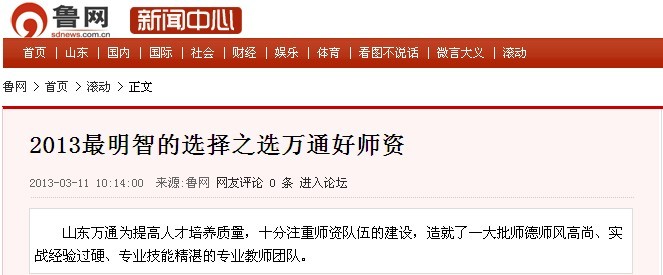 鲁网 新闻中心
sdnews.com.cn
首页 | 山东 | 国内 | 国际 | 社会 | 财经 | 娱乐 | 体育 | 看图不说话 | 微言大义 | 滚动
鲁网 > 首页 > 滚动 > 正文
2013最明智的选择之选万通好师资
2013-03-11 10:14:00 来源:鲁网 网友评论 0 条 进入论坛
山东万通为提高人才培养质量，十分注重师资队伍的建设，造就了一大批师德师风高尚、实
战经验过硬、专业技能精湛的专业教师团队。